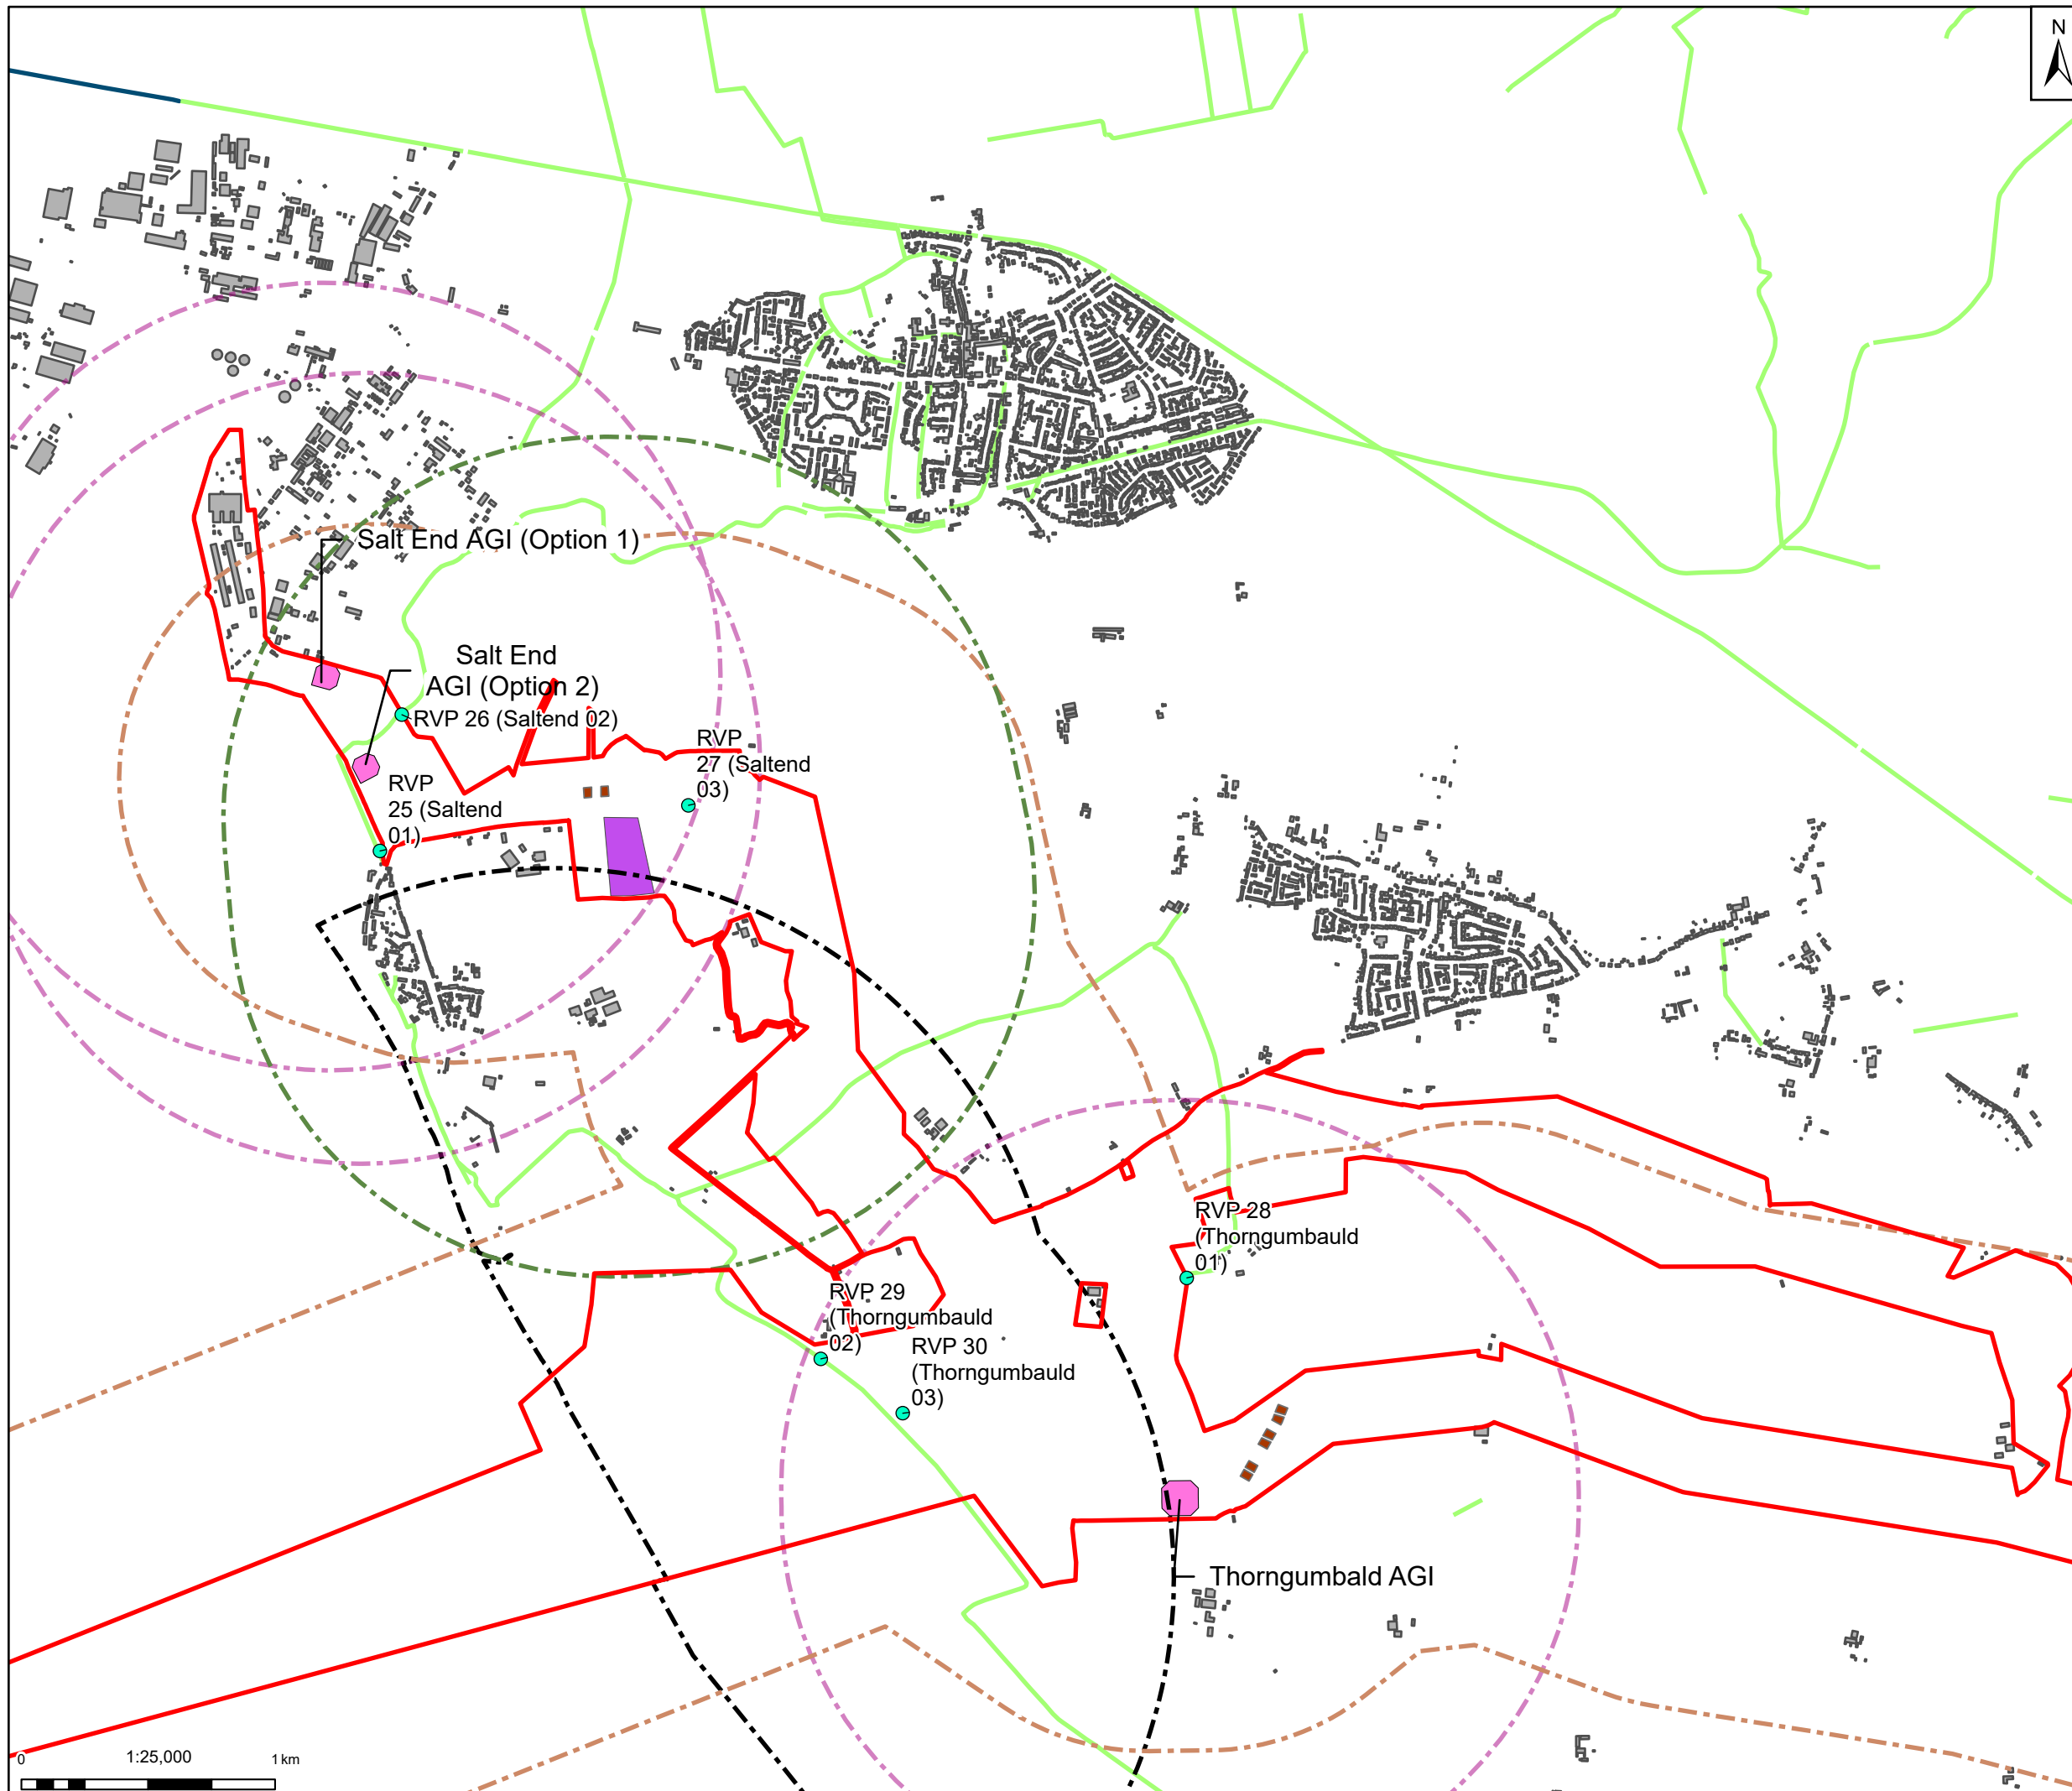 N
Salt End AGI (Option 1)
Salt End
AGI (Option 2)
RVP 26 (Saltend 02)
RVP
27 (Saltend
03)
RVP
25 (Saltend
01)
RVP 28
(Thorngumbauld
01)
RVP 29
(Thorngumbauld
02)
RVP 30
(Thorngumbauld
03)
Thorngumbald AGI
0
1:25,000
1 km